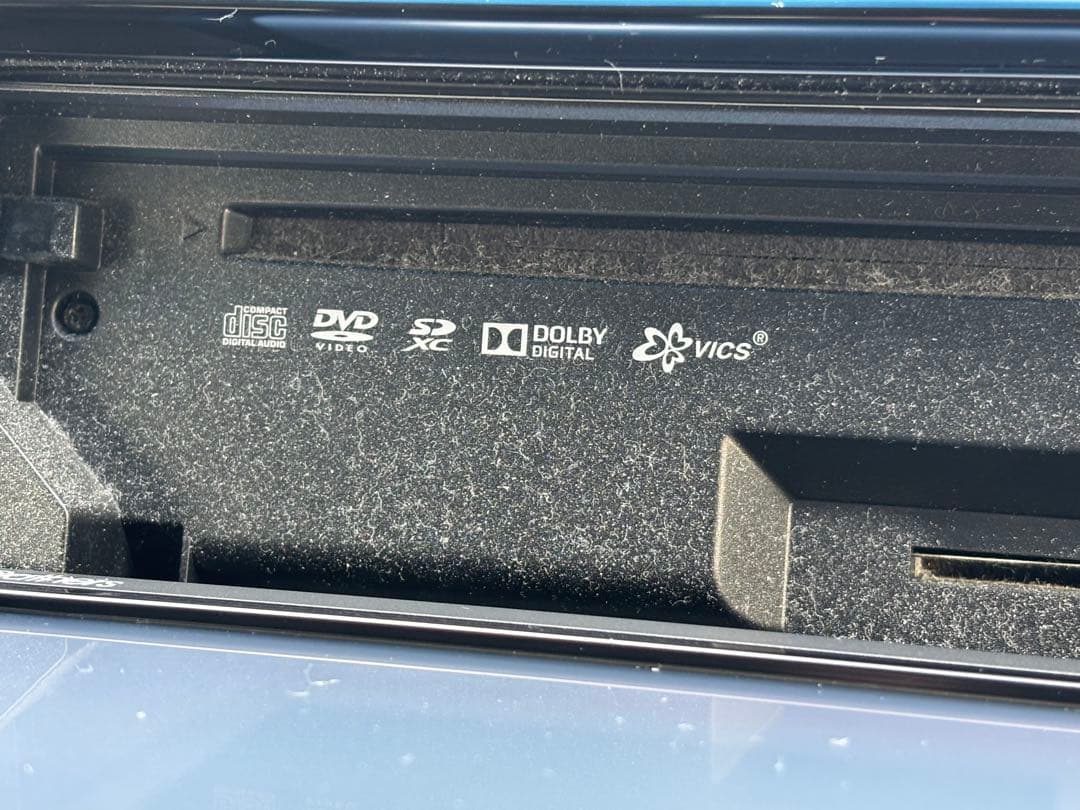 COMPACT
disc
DIGITAL AUDIO
DVD
VIDEO
SD
XC
DOLBY
DIGITAL
VICS®